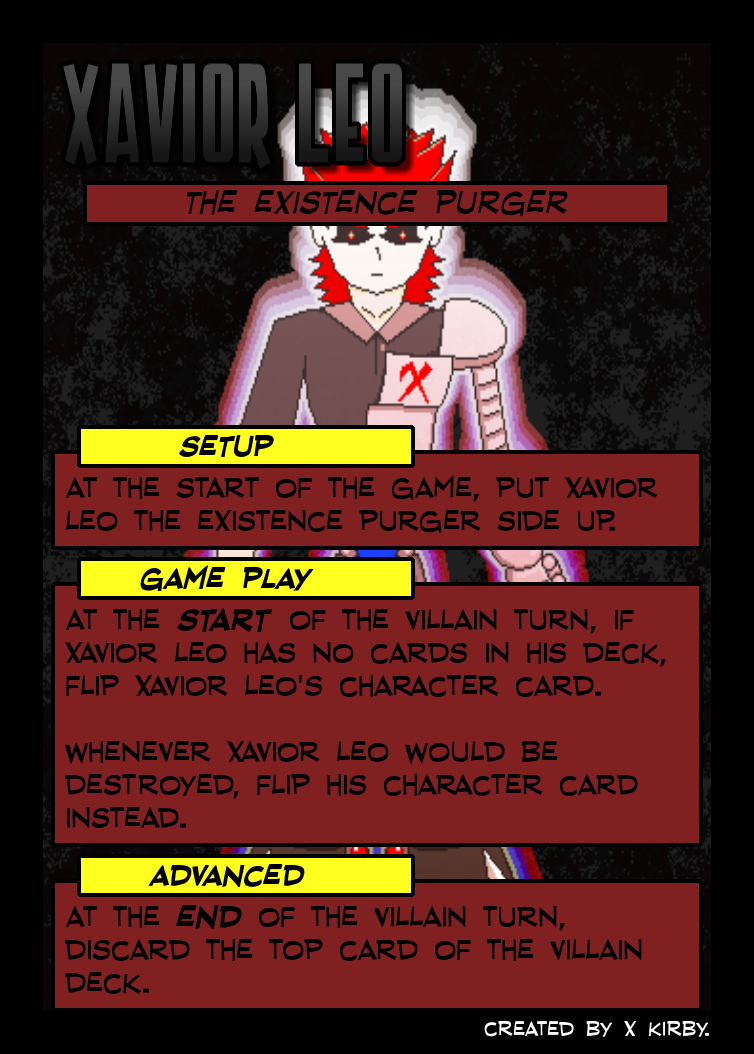 XAVIOR LEO
THE EXISTENCE PURGER
SETUP
AT THE START OF THE GAME, PUT XAVIOR
LEO THE EXISTENCE PURGER SIDE UP.
GAME PLAY
AT THE START OF THE VILLAIN TURN, IF
XAVIOR LEO HAS NO CARDS IN HIS DECK,
FLIP XAVIOR LEO'S CHARACTER CARD.
WHENEVER XAVIOR LEO WOULD BE
DESTROYED, FLIP HIS CHARACTER CARD
INSTEAD.
ADVANCED
AT THE END OF THE VILLAIN TURN,
DISCARD THE TOP CARD OF THE VILLAIN
DECK.
CREATED BY X KIRBY.